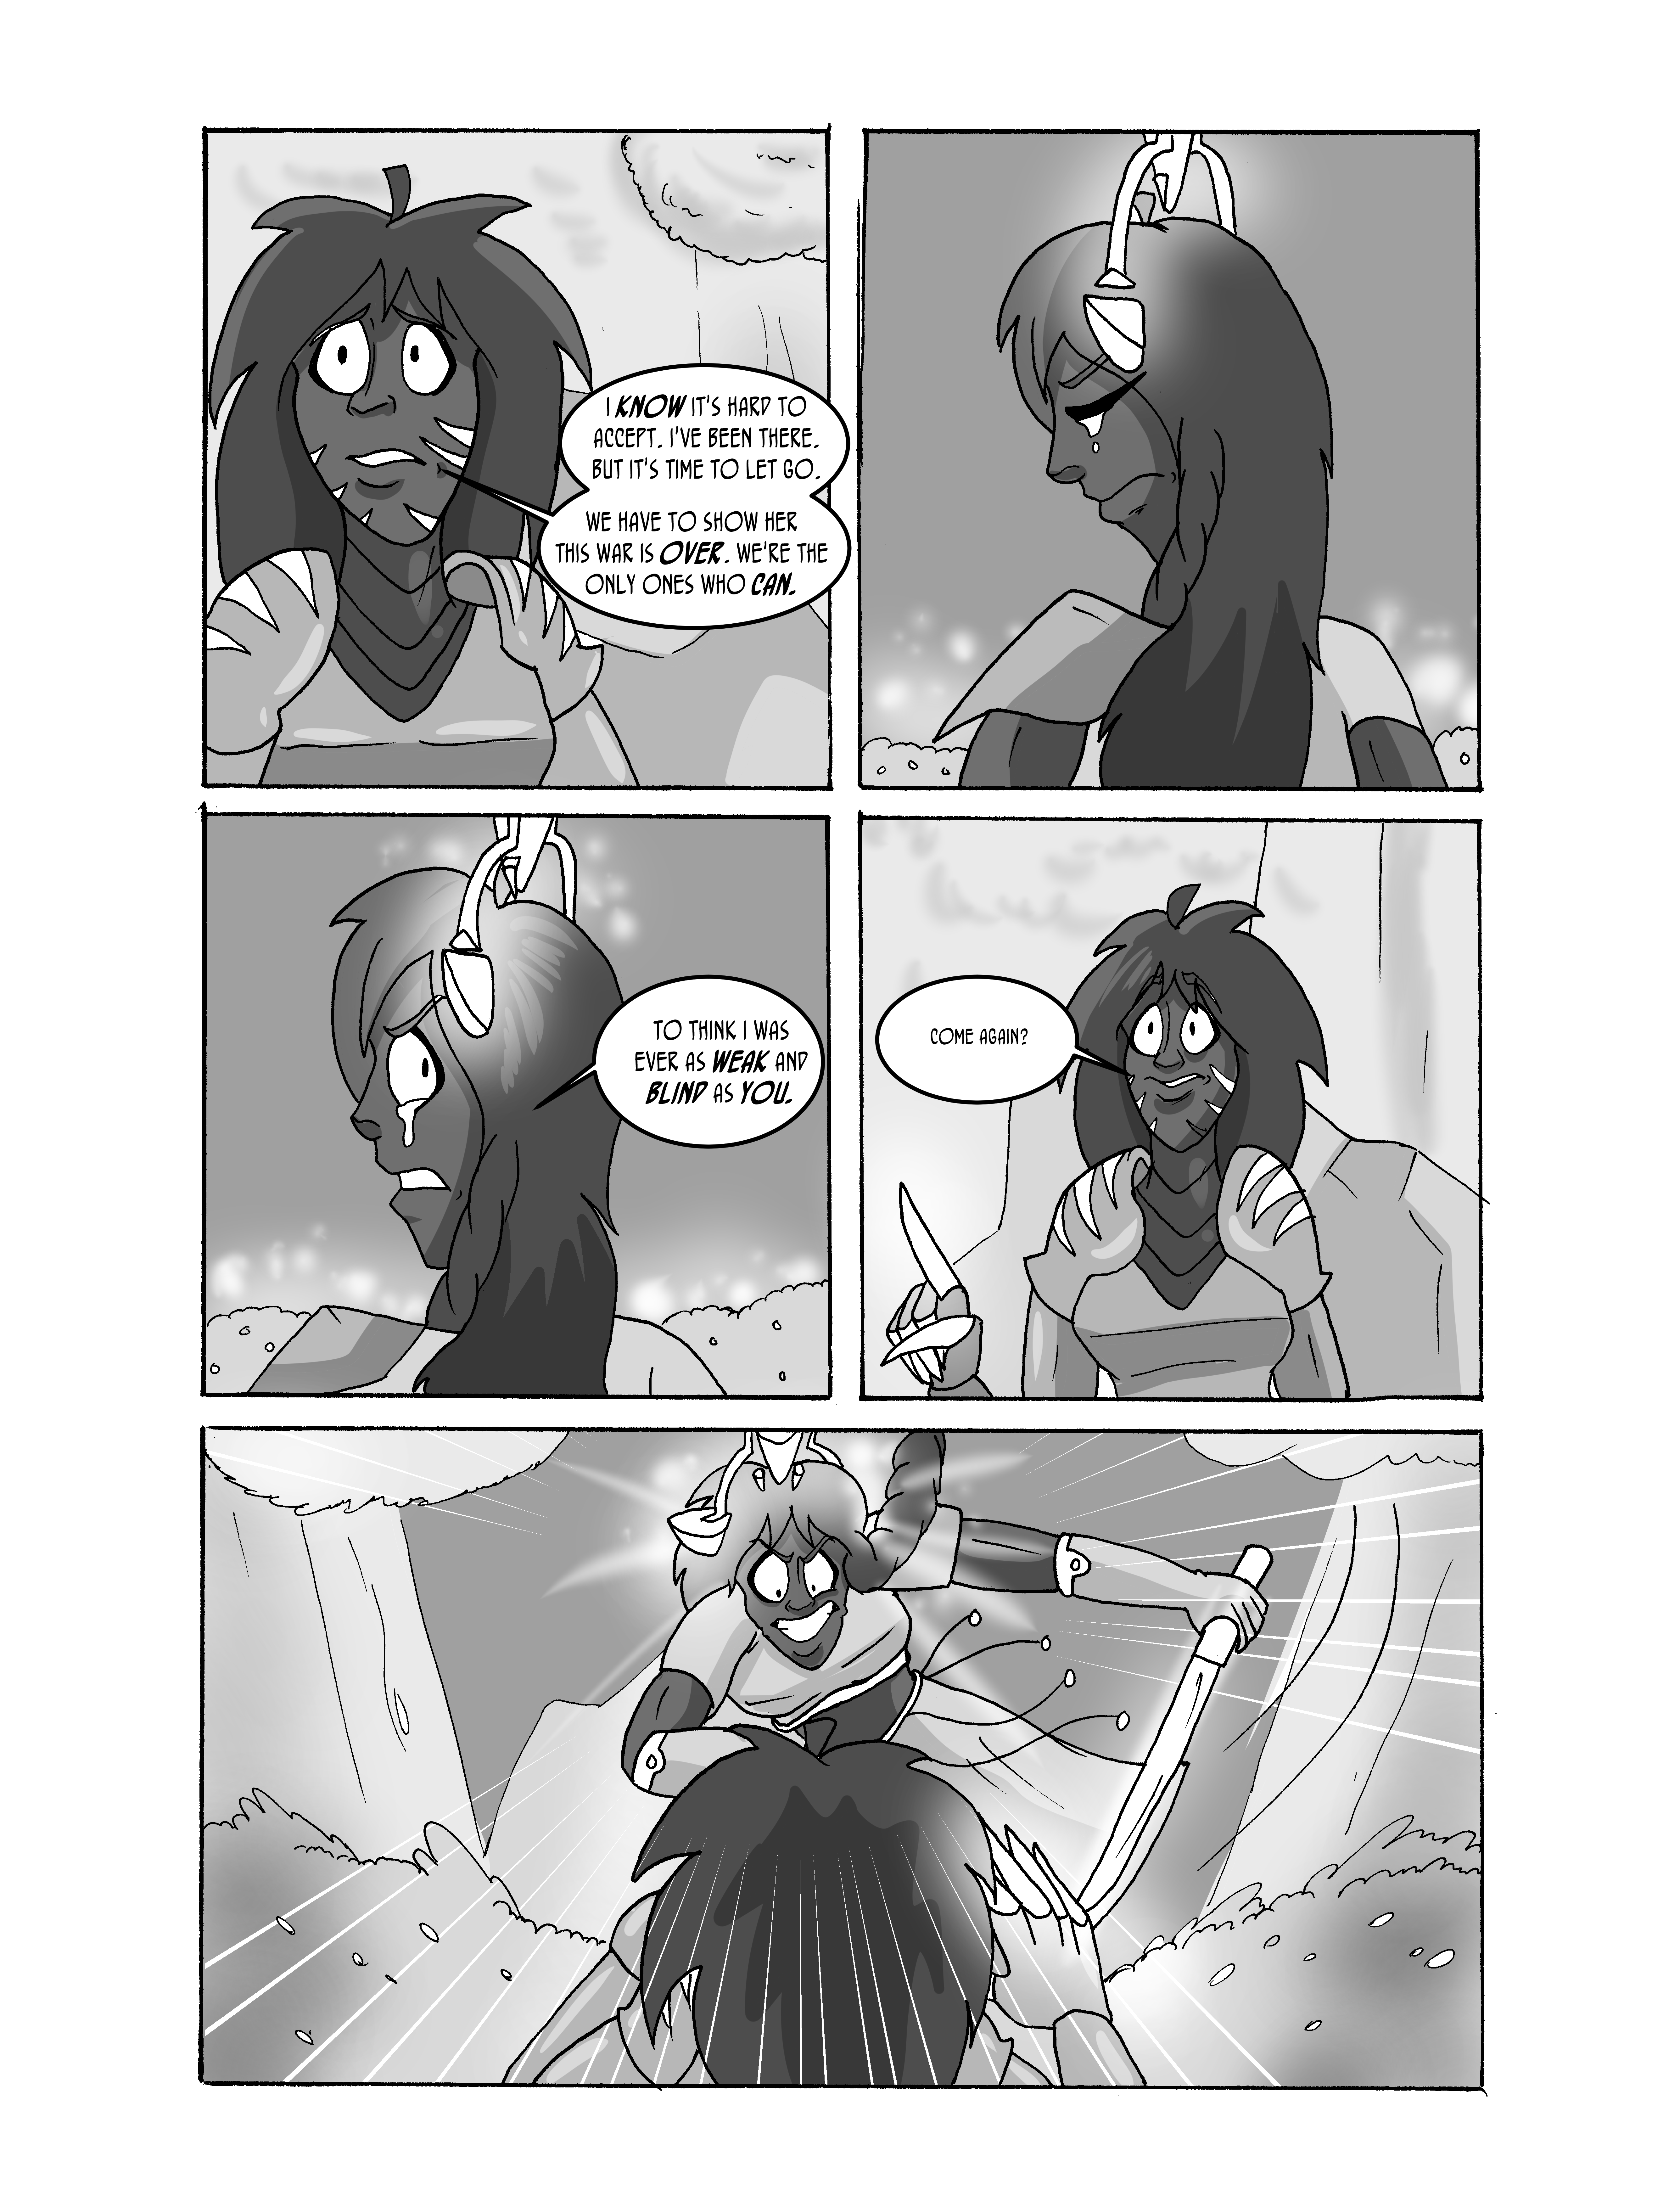 I KNOW IT'S HARD TO
ACCEPT. I'VE BEEN THERE.
BUT IT'S TIME TO LET GO.
WE HAVE TO SHOW HER
THIS WAR IS OVER. WE'RE THE
ONLY ONES WHO CAN.
TO THINK I WAS
EVER AS WEAK AND
BLIND AS YOU.
COME AGAIN?